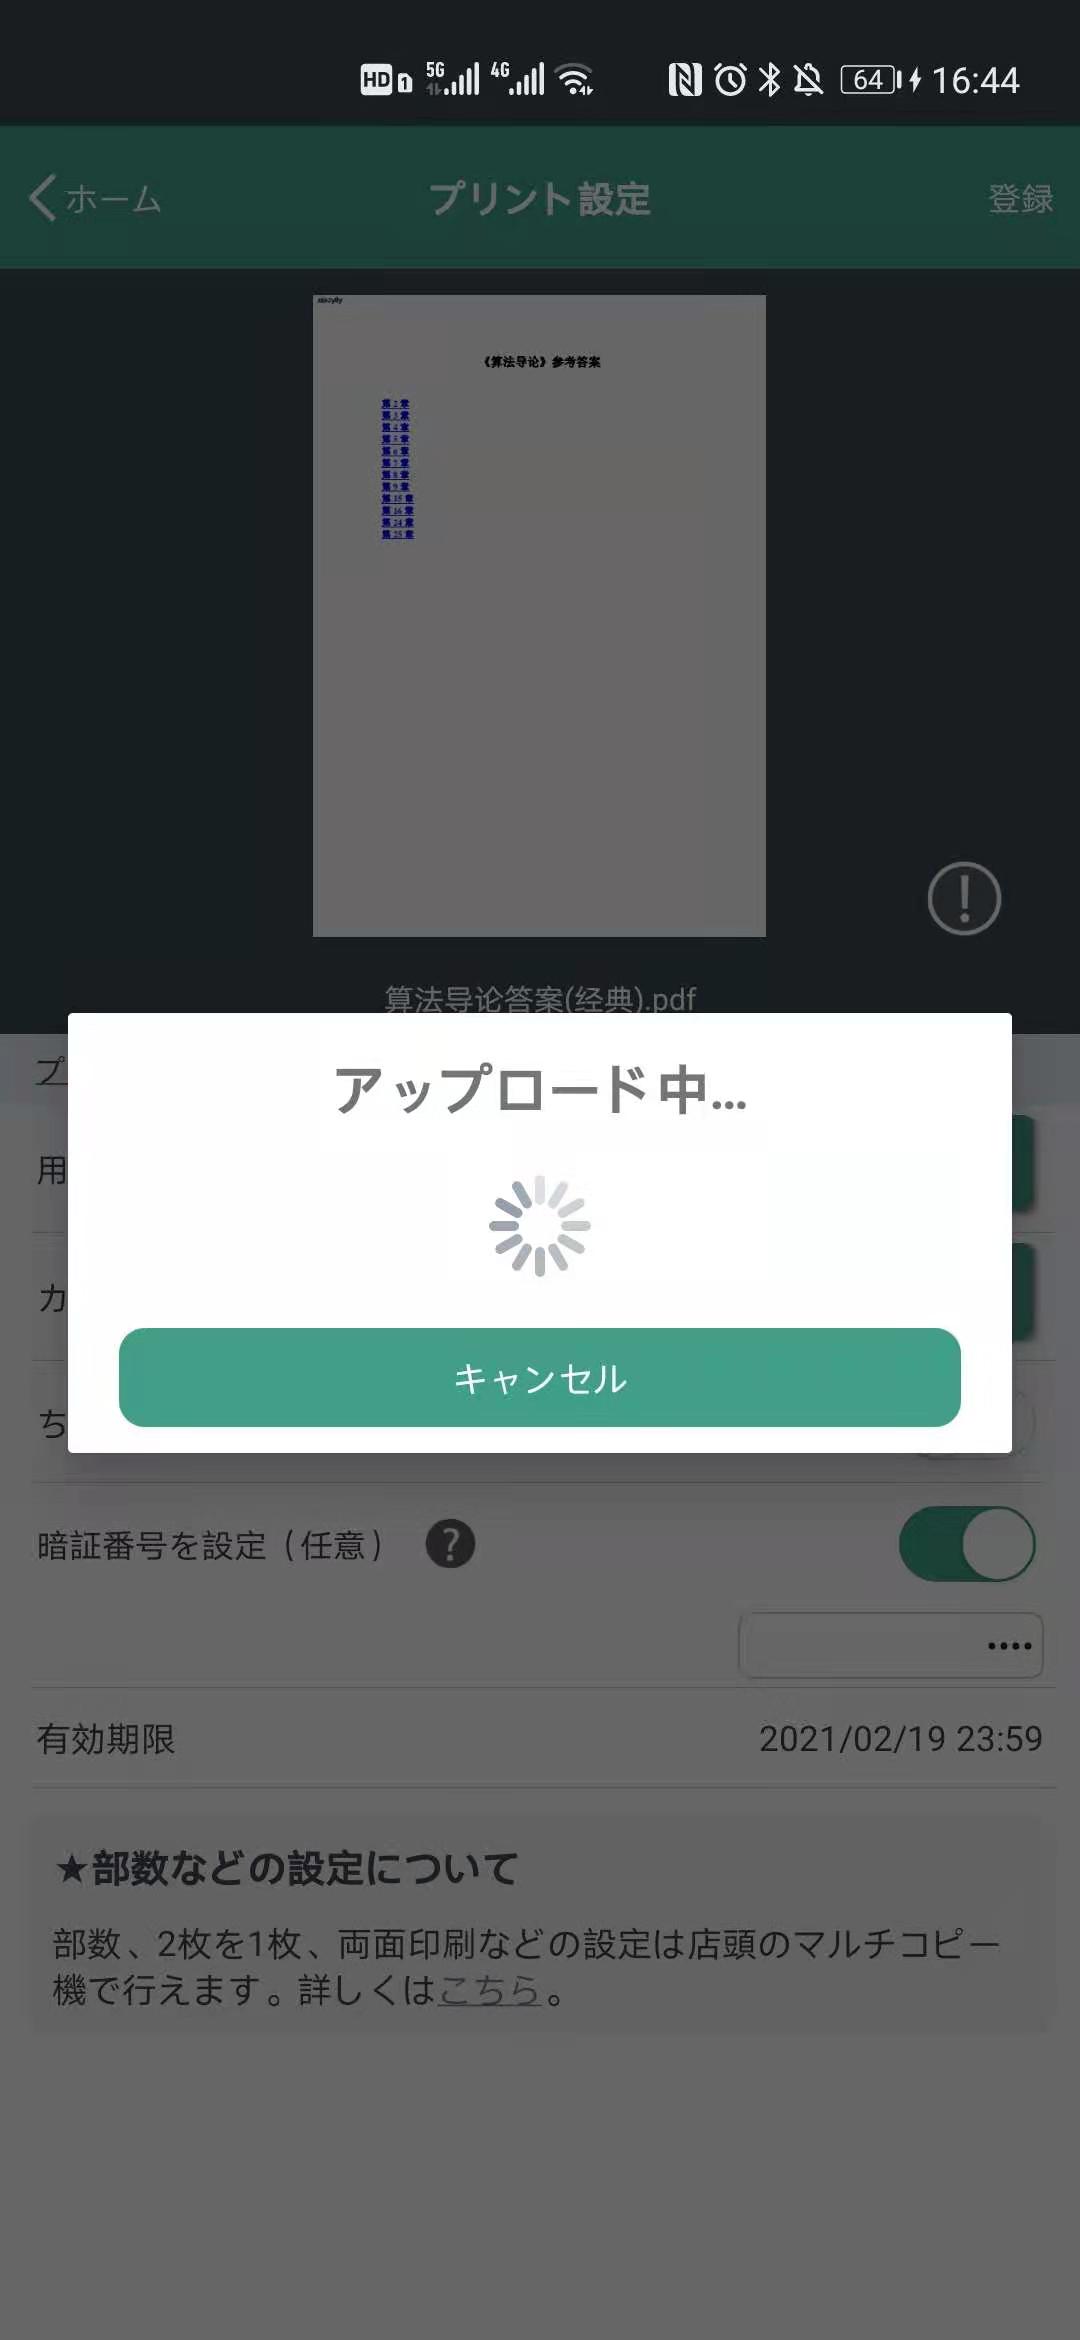 HD 1 5G 4G 64 16:44
ホーム プリント設定 登録
《算法导论》参考答案
第 2 章
第 3 章
第 4 章
第 5 章
第 6 章
第 7 章
第 8 章
第 9 章
第 15 章
第 16 章
第 24 章
第 25 章
算法导论答案(经典).pdf
プ
アップロード中...
用
カ
キャンセル
ち
暗証番号を設定（任意） ?
••••
有効期限 2021/02/19 23:59
★部数などの設定について
部数、2枚を1枚、両面印刷などの設定は店頭のマルチコピー
機で行えます。詳しくはこちら。